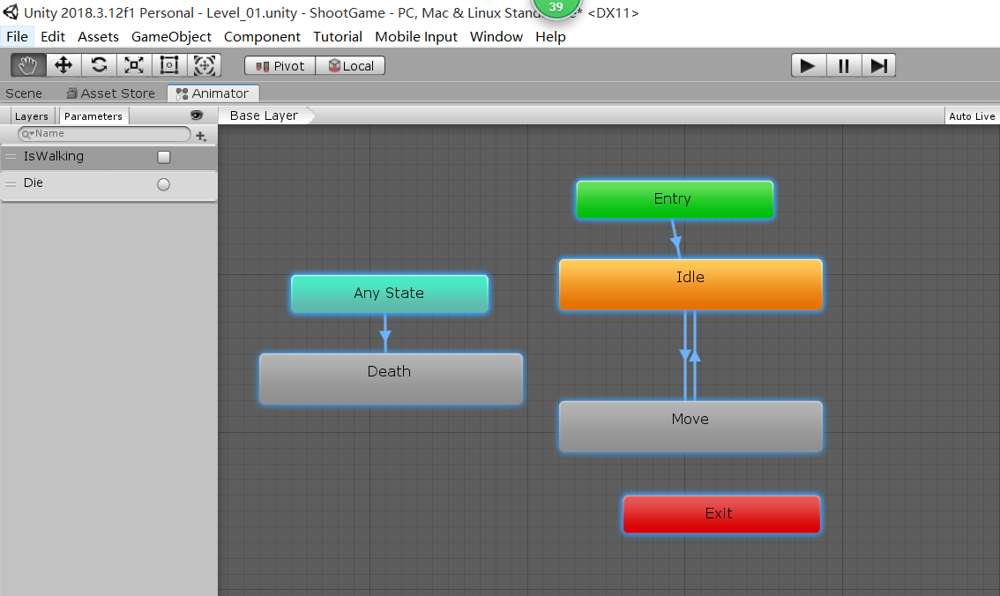 Unity 2018.3.12f1 Personal - Level_01.unity - ShootGame - PC, Mac & Linux Stand e* <DX11>
39
File Edit Assets GameObject Component Tutorial Mobile Input Window Help
Pivot Local
Scene Asset Store Animator
Layers Parameters Base Layer Auto Live
Name
IsWalking
Die
Entry
Idle
Any State
Death
Move
Exit